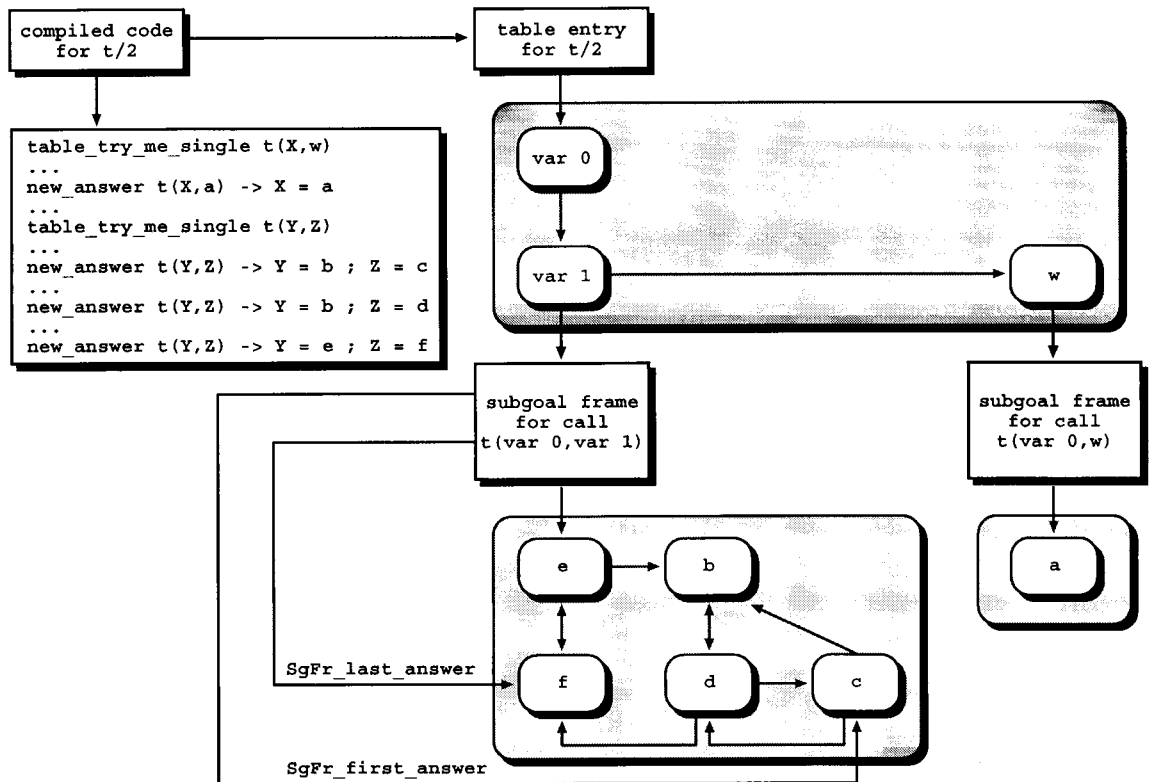 compiled code
for t/2
table entry
for t/2
table_try_me_single t(X,w)
...
new_answer t(X,a) -> X = a
...
table_try_me_single t(Y,Z)
...
new_answer t(Y,Z) -> Y = b ; Z = c
...
new_answer t(Y,Z) -> Y = b ; Z = d
...
new_answer t(Y,Z) -> Y = e ; Z = f
var 0
var 1
w
subgoal frame
for call
t(var 0,var 1)
subgoal frame
for call
t(var 0,w)
e
b
a
SgFr_last_answer
f
d
c
SgFr_first_answer